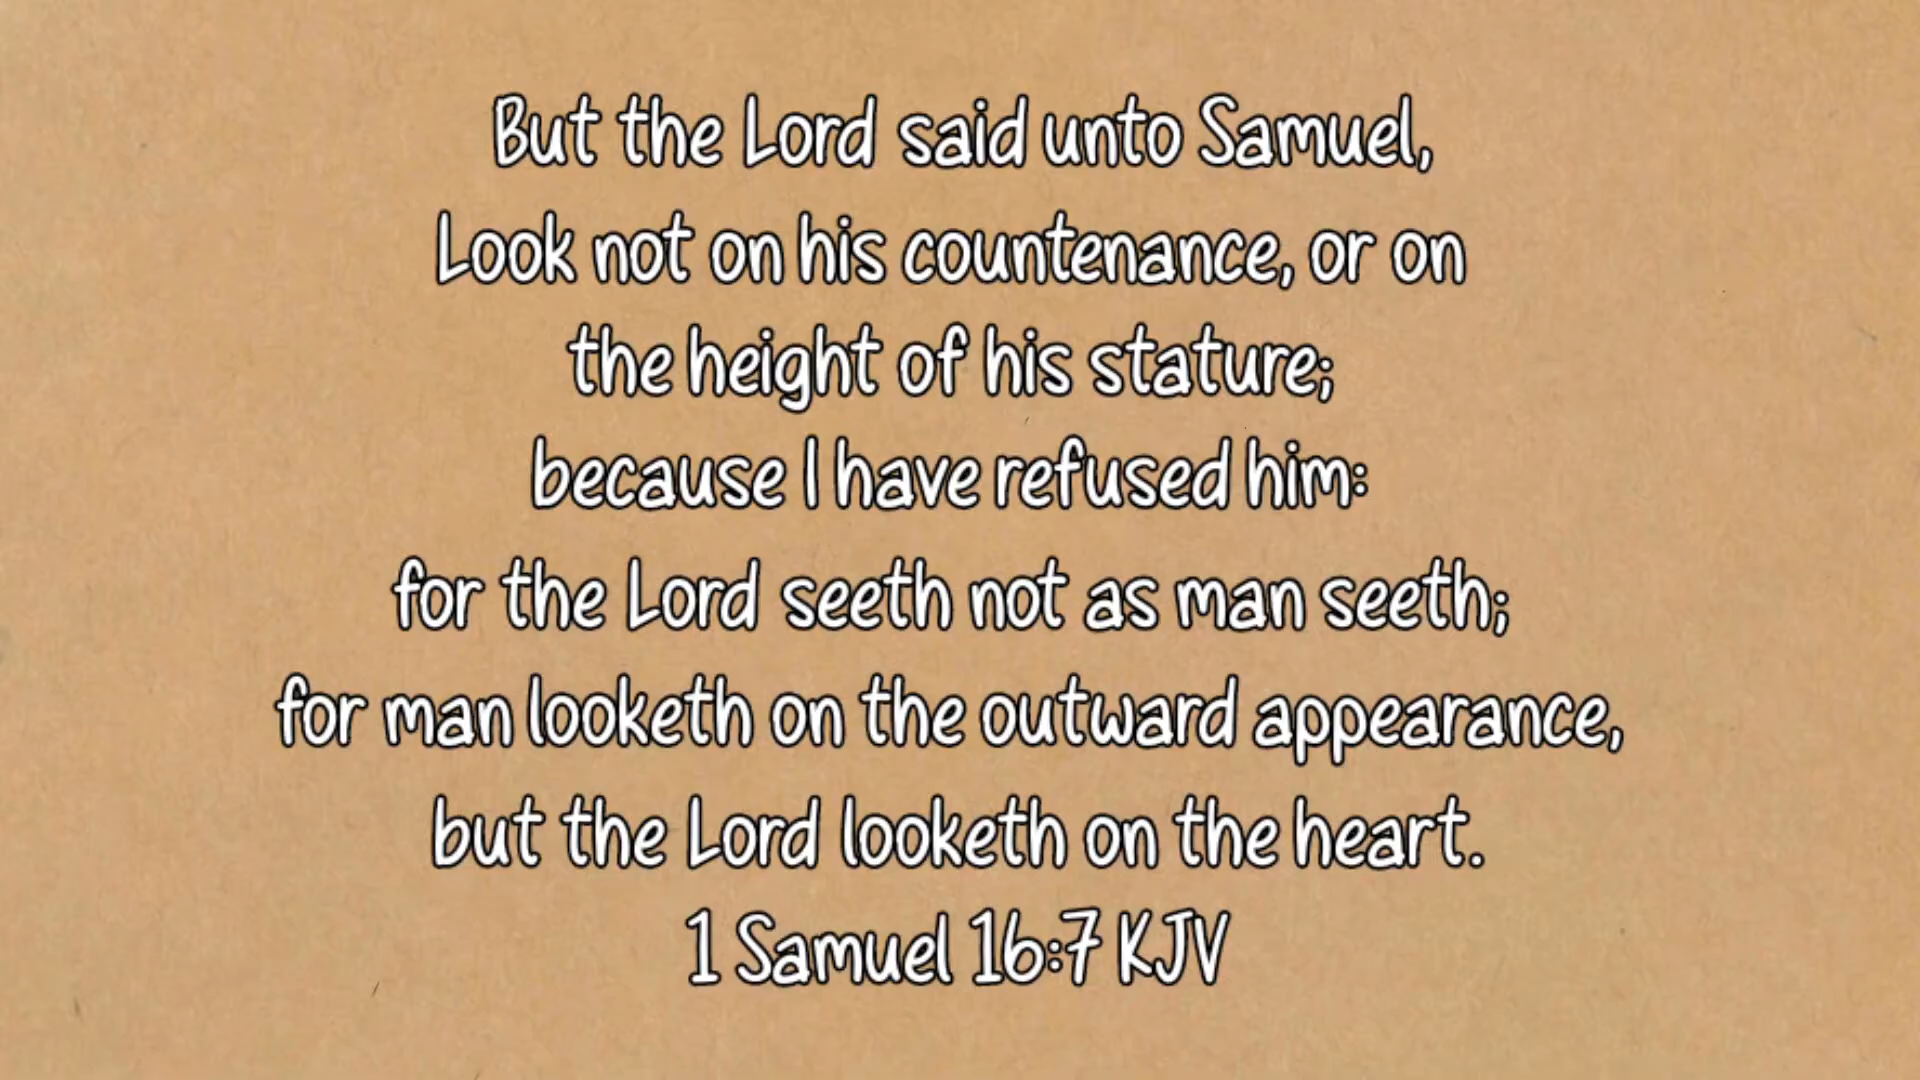 But the Lord said unto Samuel,
Look not on his countenance, or on
the height of his stature;
because I have refused him:
for the Lord seeth not as man seeth;
for man looketh on the outward appearance,
but the Lord looketh on the heart.
1 Samuel 16:7 KJV